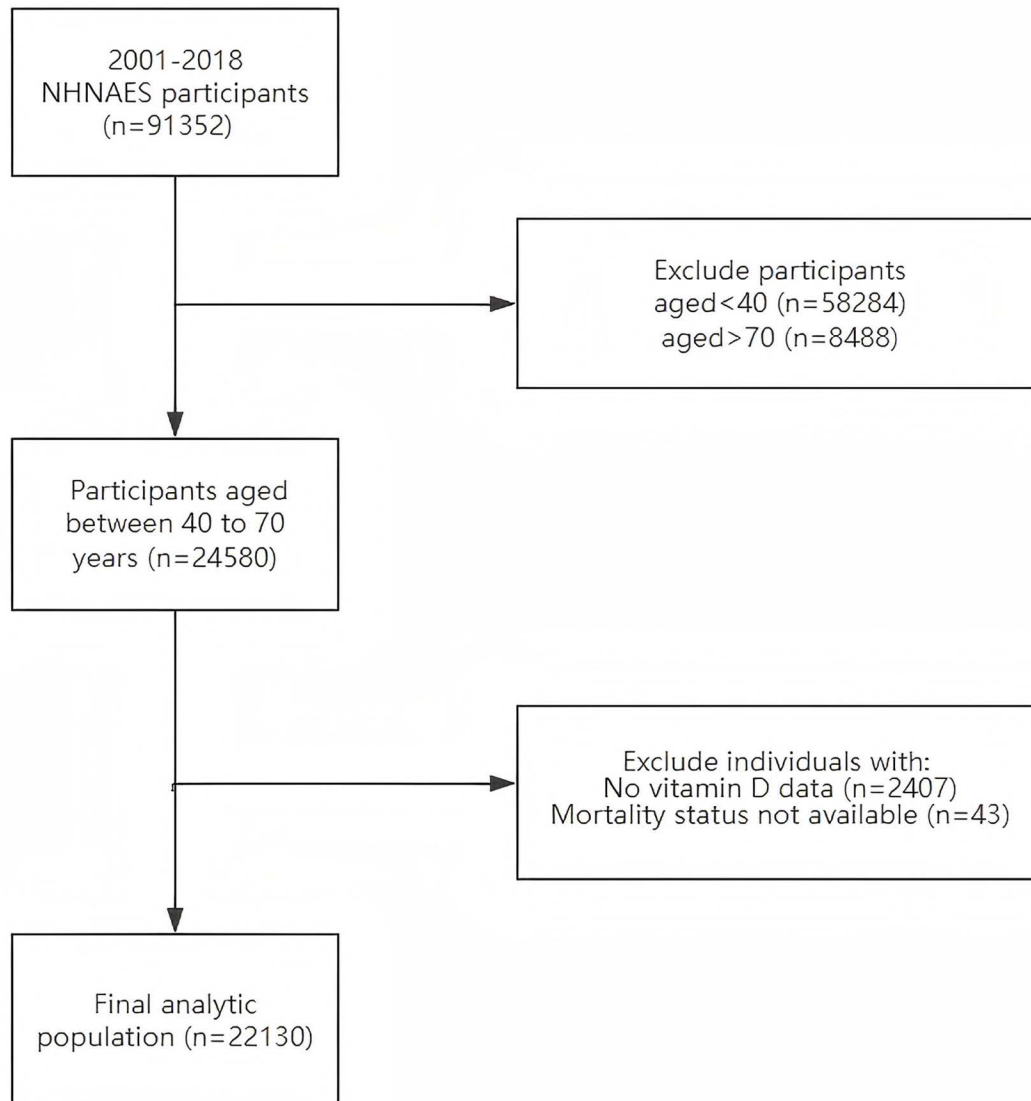 2001-2018
NHNAES participants
(n=91352)
Exclude participants
aged<40 (n=58284)
aged>70 (n=8488)
Participants aged
between 40 to 70
years (n=24580)
Exclude individuals with:
No vitamin D data (n=2407)
Mortality status not available (n=43)
Final analytic
population (n=22130)